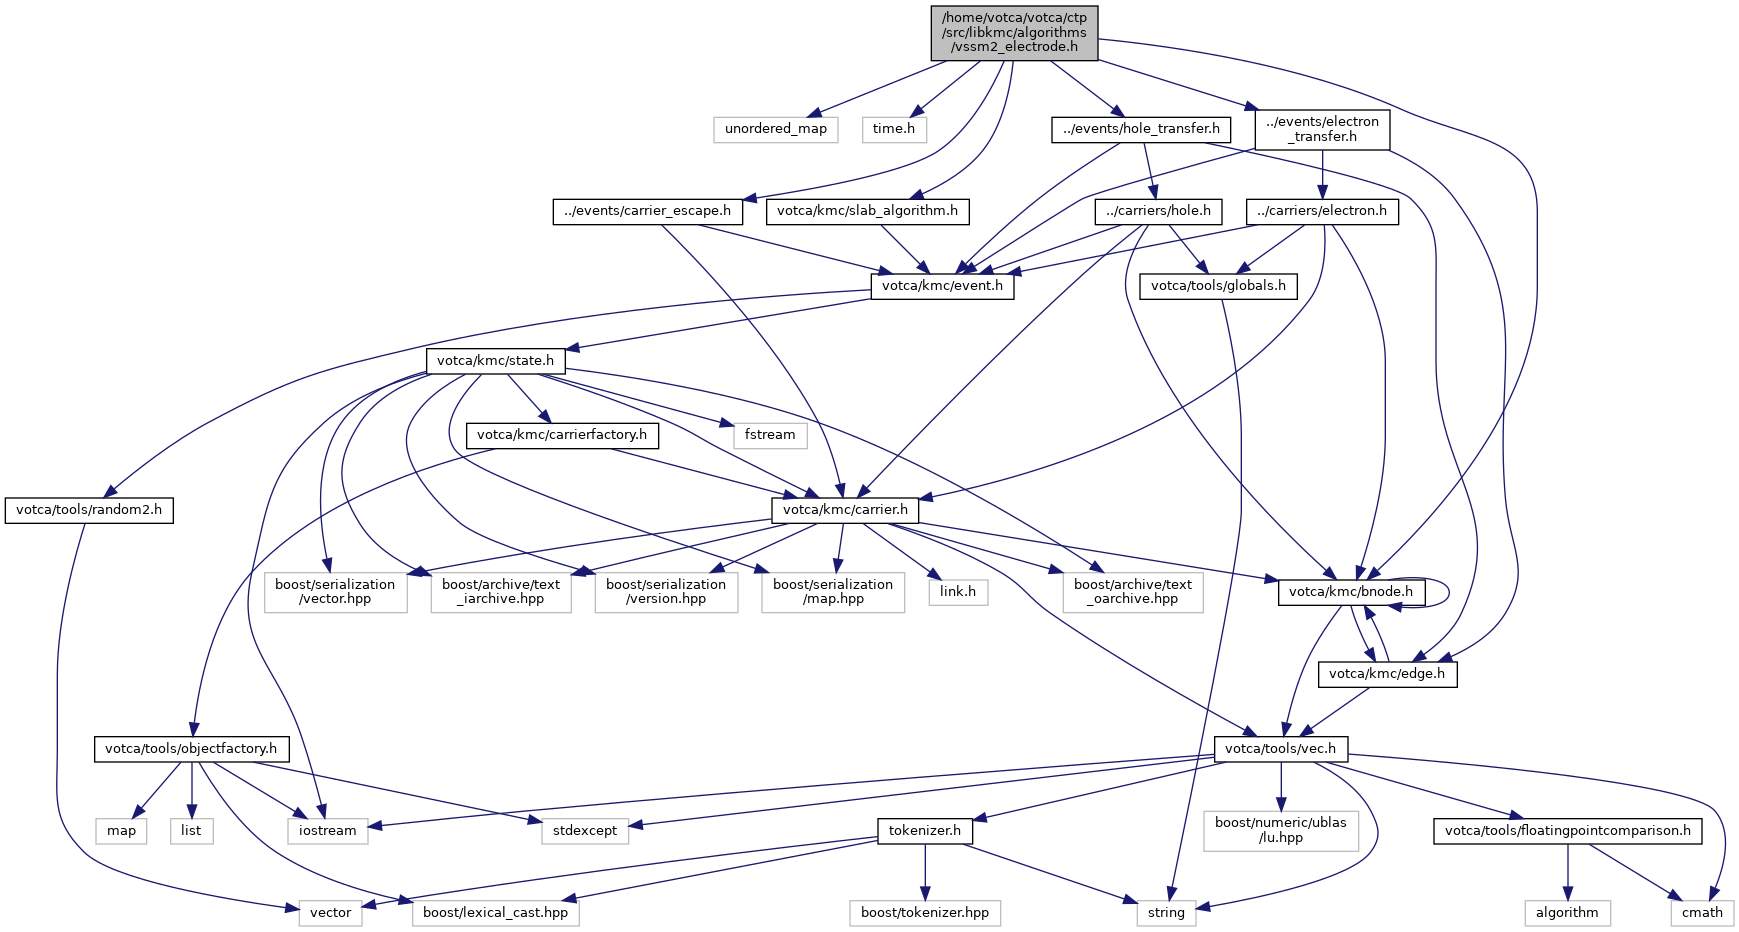 /home/votca/votca/ctp
/src/libkmc/algorithms
/vssm2_electrode.h
unordered_map
time.h
../events/hole_transfer.h
../events/electron
_transfer.h
../events/carrier_escape.h
votca/kmc/slab_algorithm.h
../carriers/hole.h
../carriers/electron.h
votca/kmc/event.h
votca/tools/globals.h
votca/kmc/state.h
votca/kmc/carrierfactory.h
fstream
votca/tools/random2.h
votca/kmc/carrier.h
boost/serialization
/vector.hpp
boost/archive/text
_iarchive.hpp
boost/serialization
/version.hpp
boost/serialization
/map.hpp
link.h
boost/archive/text
_oarchive.hpp
votca/kmc/bnode.h
votca/kmc/edge.h
votca/tools/objectfactory.h
votca/tools/vec.h
map
list
iostream
stdexcept
tokenizer.h
boost/numeric/ublas
/lu.hpp
votca/tools/floatingpointcomparison.h
vector
boost/lexical_cast.hpp
boost/tokenizer.hpp
string
algorithm
cmath